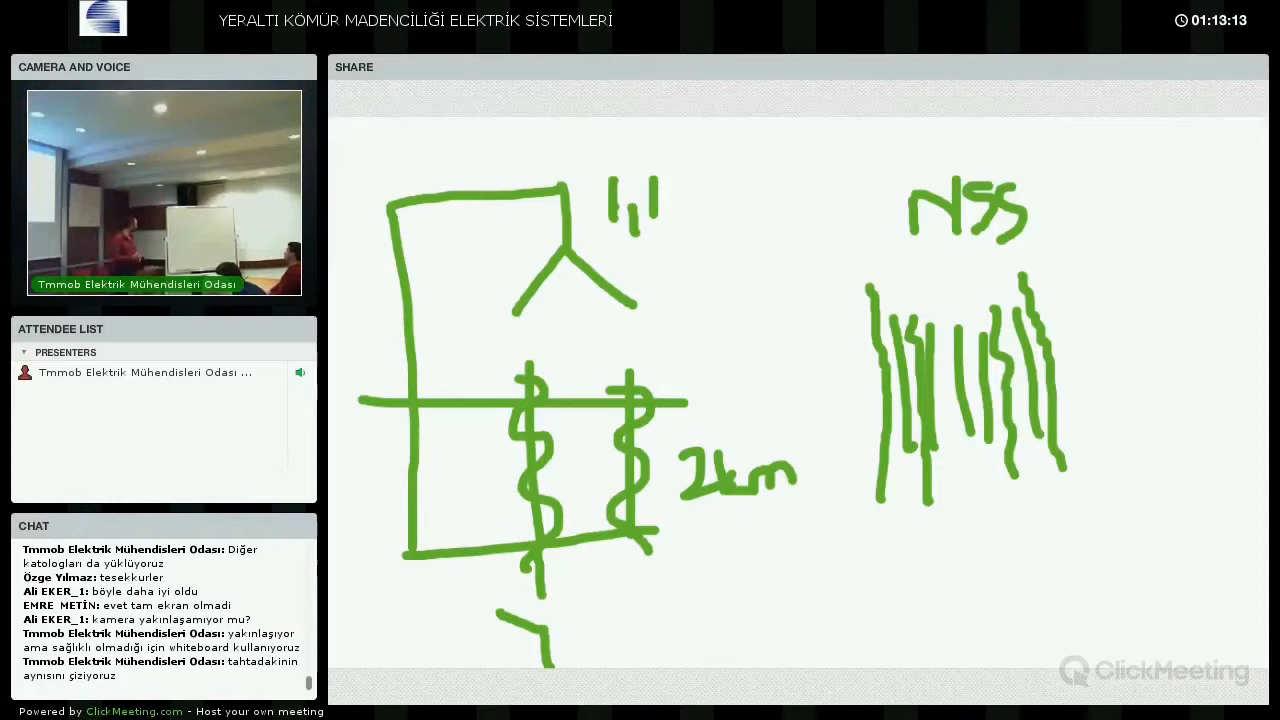 YERALTI KÖMÜR MADENCİLİĞİ ELEKTRİK SİSTEMLERİ
01:13:13
CAMERA AND VOICE
Tmmob Elektrik Mühendisleri Odası
ATTENDEE LIST
PRESENTERS
Tmmob Elektrik Mühendisleri Odası ...
CHAT
Tmmob Elektrik Mühendisleri Odası: Diğer
katologları da yüklüyoruz
Özge Yılmaz: tesekkurler
Ali EKER_1: böyle daha iyi oldu
EMRE METİN: evet tam ekran olmadi
Ali EKER_1: kamera yakınlaşamıyor mu?
Tmmob Elektrik Mühendisleri Odası: yakınlaşıyor
ama sağlıklı olmadığı için whiteboard kullanıyoruz
Tmmob Elektrik Mühendisleri Odası: tahtadakinin
aynısını çiziyoruz
Powered by ClickMeeting.com - Host your own meeting
SHARE
1,1
NSS
2km
ClickMeeting